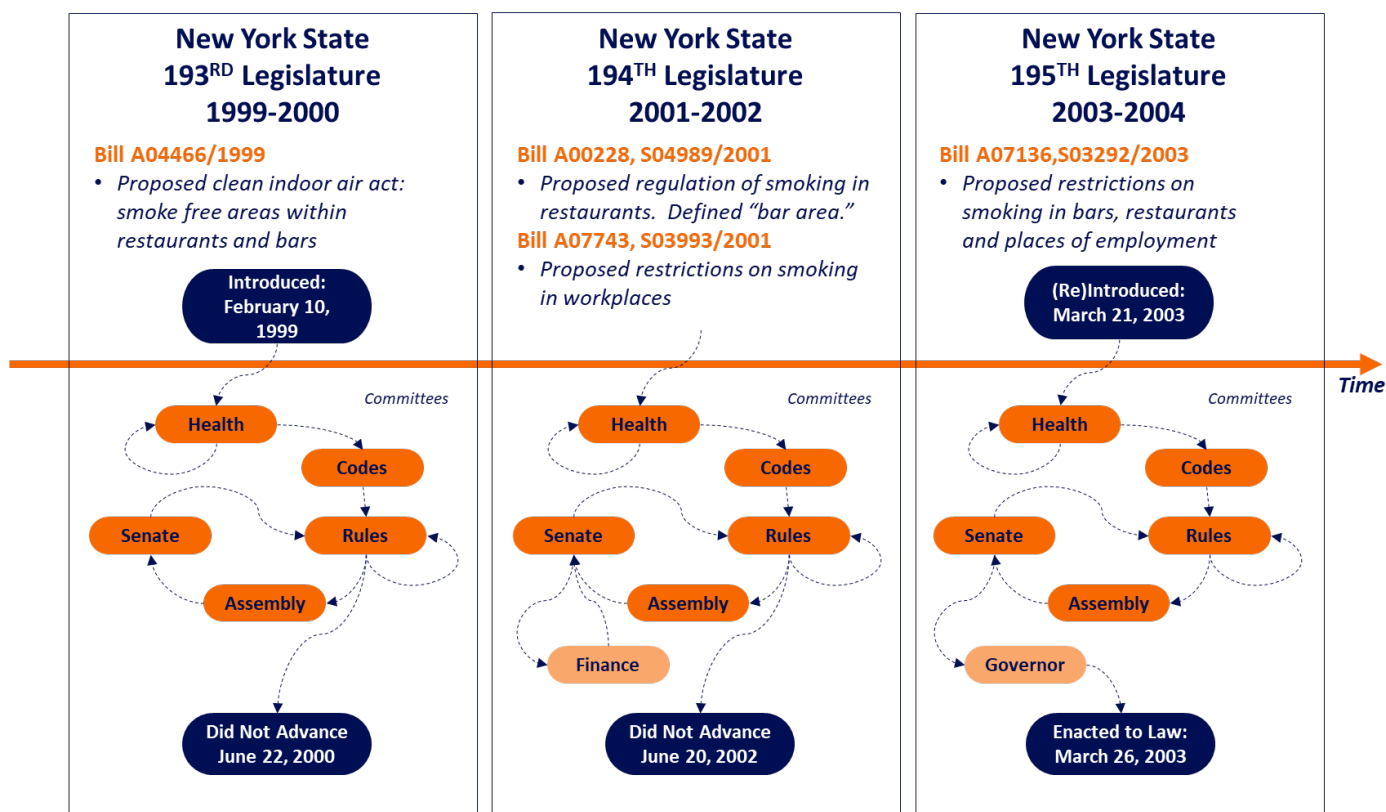 New York State
193RD Legislature
1999-2000
Bill A04466/1999
• Proposed clean indoor air act:
smoke free areas within
restaurants and bars
Introduced:
February 10,
1999
Committees
Health
Codes
Senate
Rules
Assembly
Did Not Advance
June 22, 2000
New York State
194TH Legislature
2001-2002
Bill A00228, S04989/2001
• Proposed regulation of smoking in
restaurants.  Defined “bar area.”
Bill A07743, S03993/2001
• Proposed restrictions on smoking
in workplaces
Committees
Health
Codes
Senate
Rules
Assembly
Finance
Did Not Advance
June 20, 2002
New York State
195TH Legislature
2003-2004
Bill A07136,S03292/2003
• Proposed restrictions on
smoking in bars, restaurants
and places of employment
(Re)Introduced:
March 21, 2003
Time
Committees
Health
Codes
Senate
Rules
Assembly
Governor
Enacted to Law:
March 26, 2003